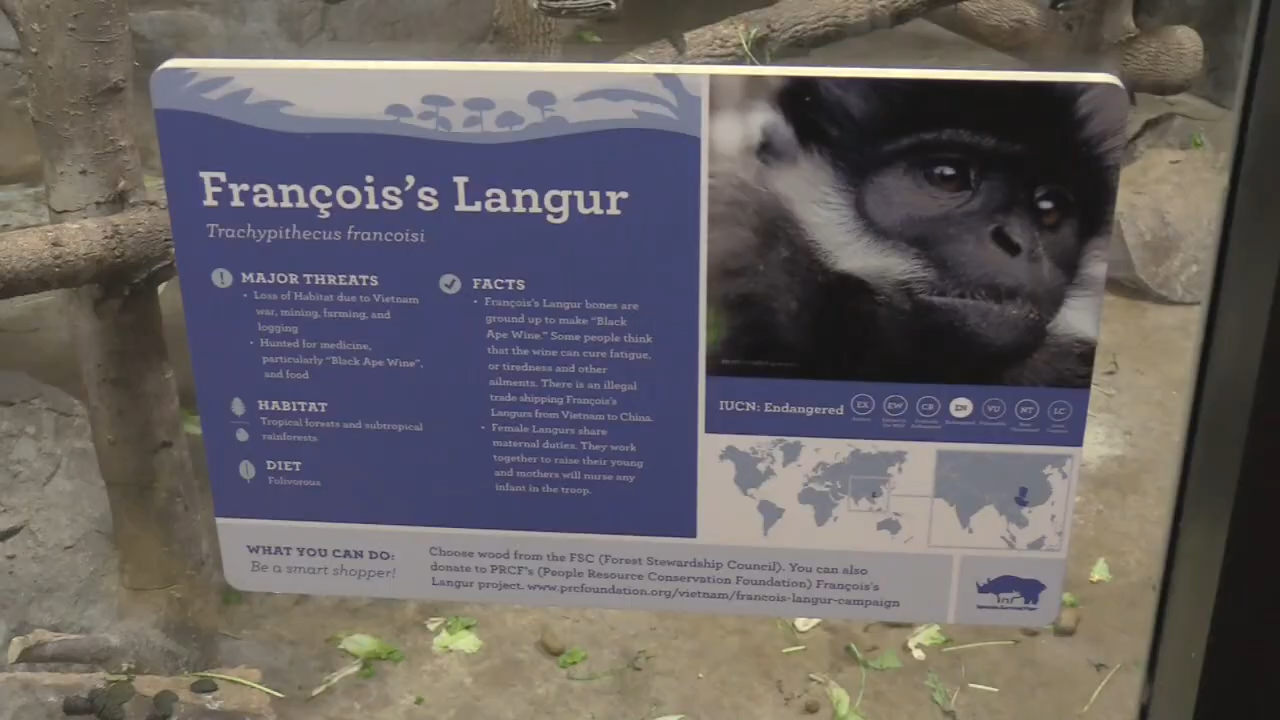 François's Langur
Trachypithecus francoisi
MAJOR THREATS
• Loss of Habitat due to Vietnam
war, mining, farming, and
logging
• Hunted for medicine,
particularly "Black Ape Wine",
and food
HABITAT
Tropical forests and subtropical
rainforests
DIET
Folivorous
FACTS
• François's Langur bones are
ground up to make "Black
Ape Wine." Some people think
that the wine can cure fatigue,
or tiredness and other
ailments. There is an illegal
trade shipping François's
Langurs from Vietnam to China.
• Female Langurs share
maternal duties. They work
together to raise their young
and mothers will nurse any
infant in the troop.
IUCN: Endangered
EX EW CR EN VU NT LC
WHAT YOU CAN DO:
Be a smart shopper!
Choose wood from the FSC (Forest Stewardship Council). You can also
donate to PRCF's (People Resource Conservation Foundation) François's
Langur project. www.prcfoundation.org/vietnam/francois-langur-campaign